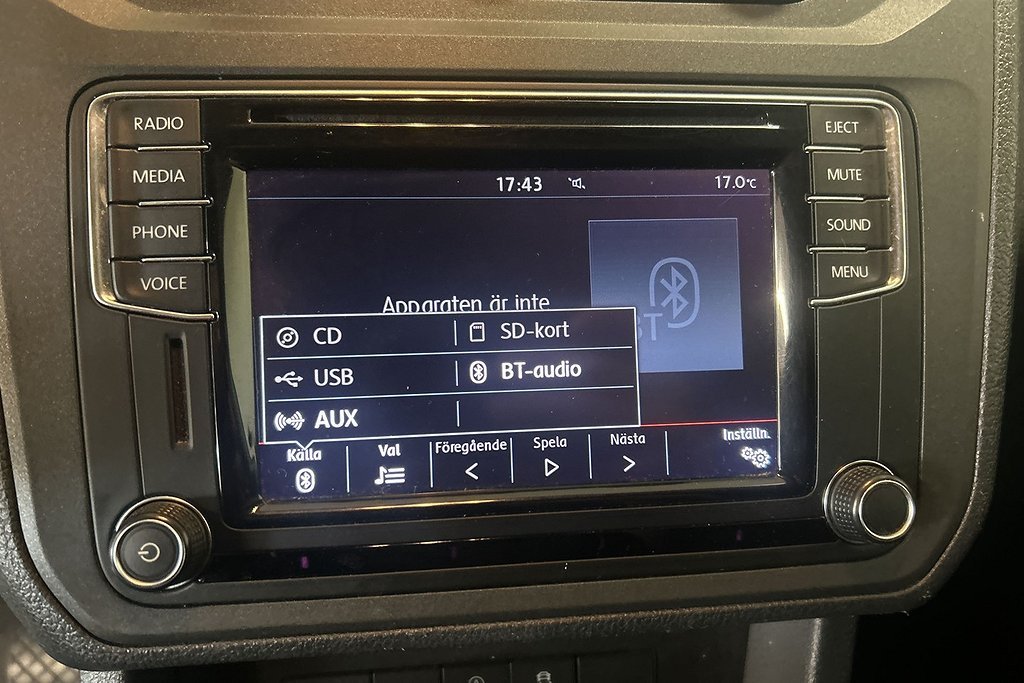 RADIO
MEDIA
PHONE
VOICE
EJECT
MUTE
SOUND
MENU
17:43
17.0°C
Apparaten är inte
BT
CD
SD-kort
USB
BT-audio
AUX
Källa
Val
Föregående
Spela
Nästa
Inställn.